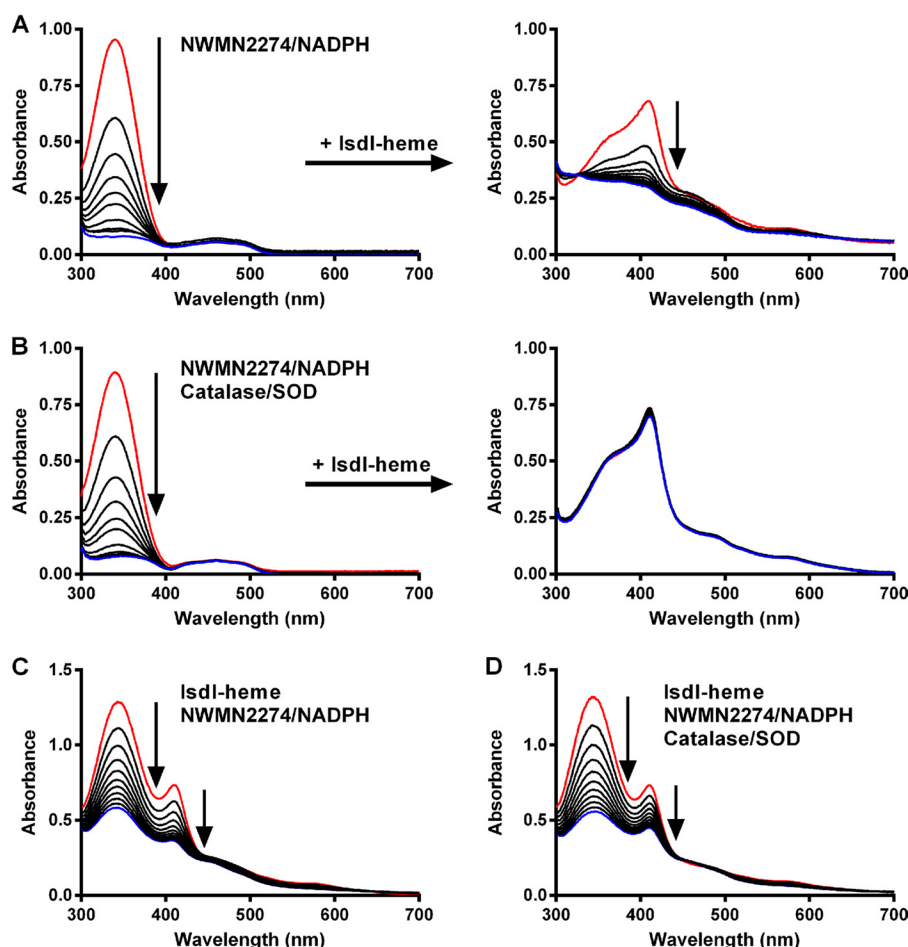 A
1.00
0.75
0.50
0.25
0.00
Absorbance
300 400 500 600 700
Wavelength (nm)
NWMN2274/NADPH
+ IsdI-heme
1.00
0.75
0.50
0.25
0.00
Absorbance
300 400 500 600 700
Wavelength (nm)
B
1.00
0.75
0.50
0.25
0.00
Absorbance
300 400 500 600 700
Wavelength (nm)
NWMN2274/NADPH
Catalase/SOD
+ IsdI-heme
1.00
0.75
0.50
0.25
0.00
Absorbance
300 400 500 600 700
Wavelength (nm)
C
1.5
1.0
0.5
0.0
Absorbance
300 400 500 600 700
Wavelength (nm)
IsdI-heme
NWMN2274/NADPH
D
1.5
1.0
0.5
0.0
Absorbance
300 400 500 600 700
Wavelength (nm)
IsdI-heme
NWMN2274/NADPH
Catalase/SOD